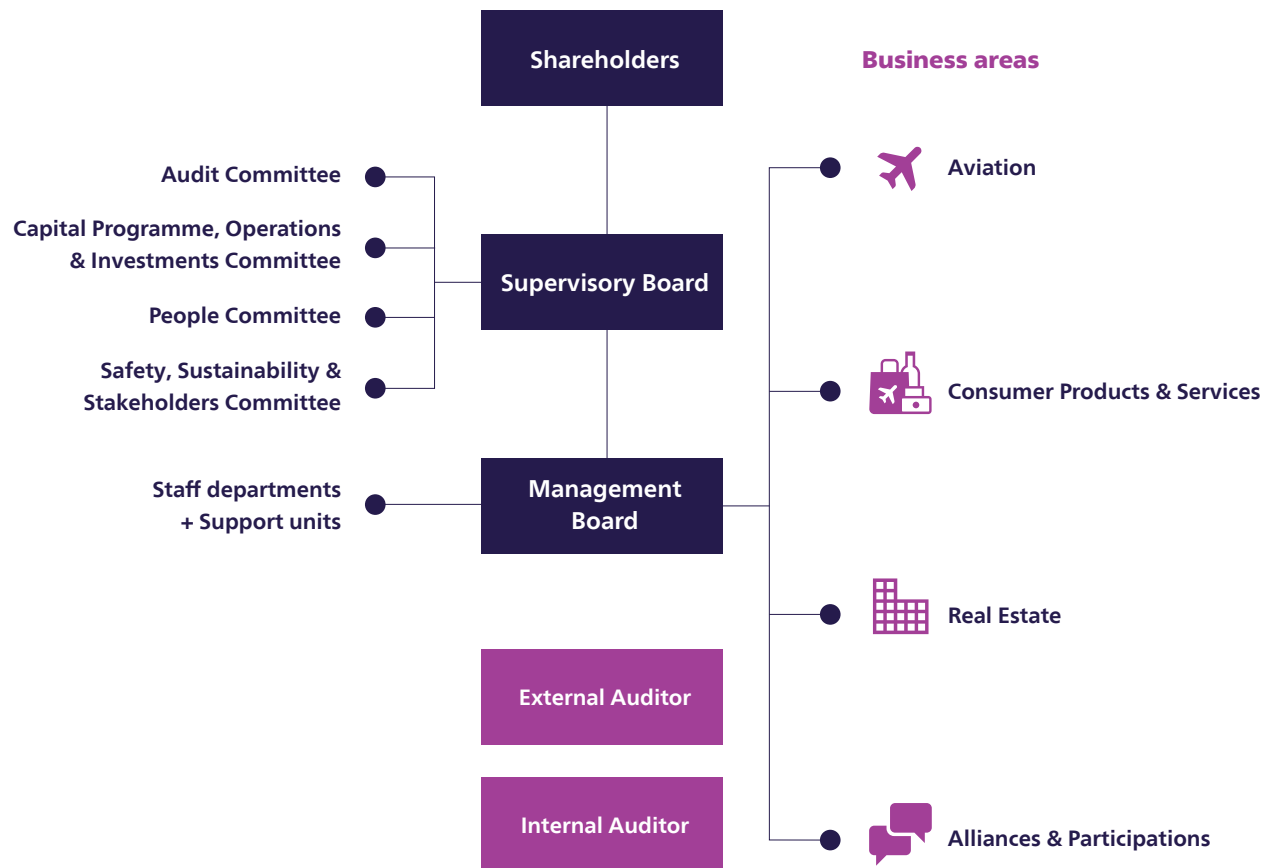 Shareholders
Business areas
Audit Committee
Capital Programme, Operations
& Investments Committee
People Committee
Safety, Sustainability &
Stakeholders Committee
Staff departments
+ Support units
Supervisory Board
Management
Board
External Auditor
Internal Auditor
Aviation
Consumer Products & Services
Real Estate
Alliances & Participations